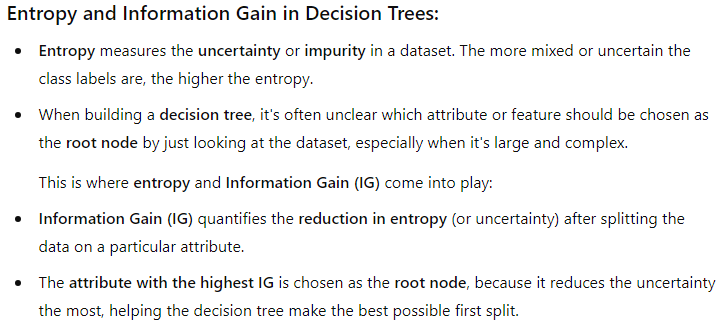 Entropy and Information Gain in Decision Trees:
• Entropy measures the uncertainty or impurity in a dataset. The more mixed or uncertain the
class labels are, the higher the entropy.
• When building a decision tree, it's often unclear which attribute or feature should be chosen as
the root node by just looking at the dataset, especially when it's large and complex.
This is where entropy and Information Gain (IG) come into play:
• Information Gain (IG) quantifies the reduction in entropy (or uncertainty) after splitting the
data on a particular attribute.
• The attribute with the highest IG is chosen as the root node, because it reduces the uncertainty
the most, helping the decision tree make the best possible first split.